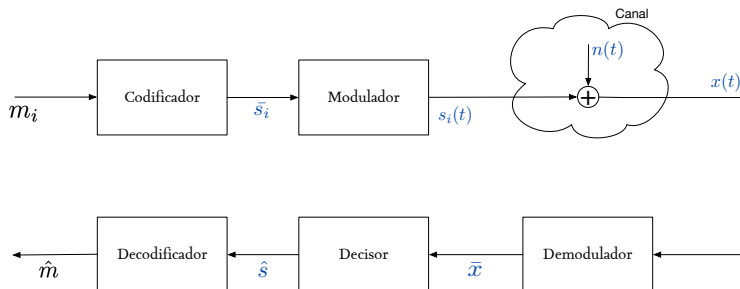 Canal
n(t)
x(t)
Codificador
Modulador
m_i
s̄_i
s_i(t)
+
Decodificador
Decisor
Demodulador
m̂
ŝ
x̄